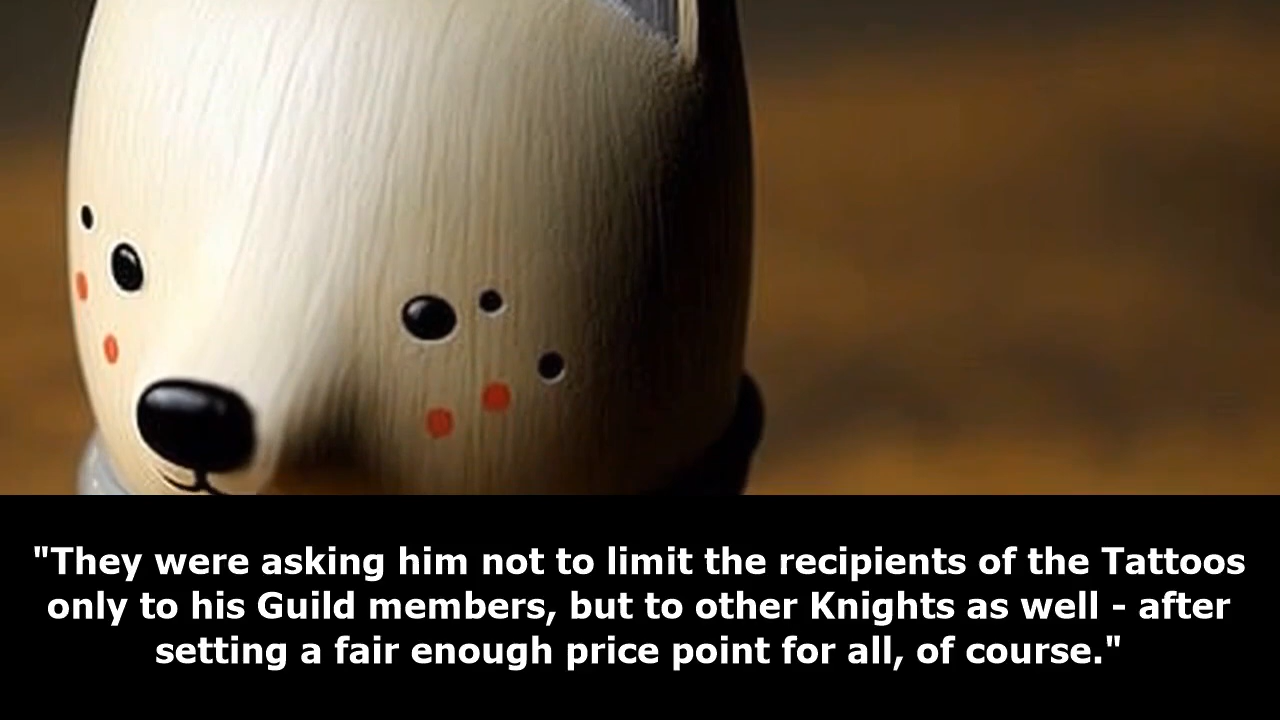 "They were asking him not to limit the recipients of the Tattoos
only to his Guild members, but to other Knights as well - after
setting a fair enough price point for all, of course."